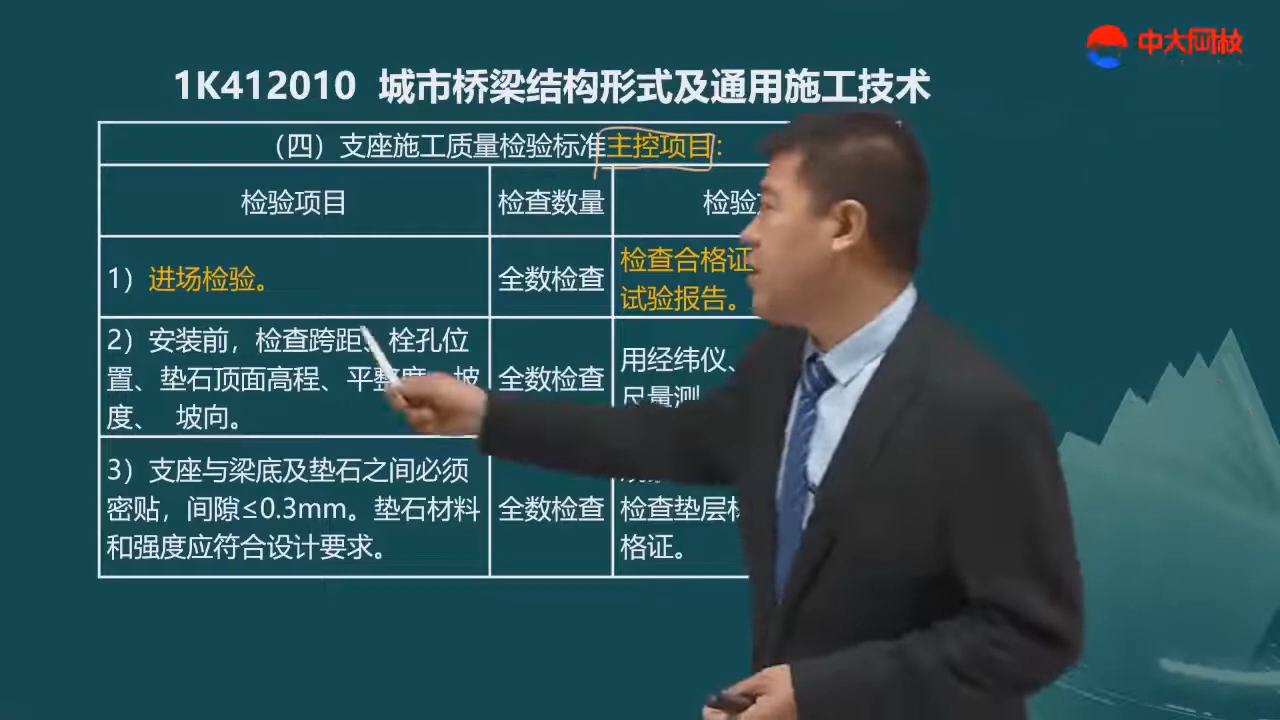 中大网校
1K412010 城市桥梁结构形式及通用施工技术
（四）支座施工质量检验标准主控项目：
检验项目
检查数量
检验
1）进场检验。
全数检查
检查合格证
试验报告。
2）安装前，检查跨距、栓孔位
置、垫石顶面高程、平整度、坡
度、 坡向。
全数检查
用经纬仪、
尺量测
3）支座与梁底及垫石之间必须
密贴，间隙≤0.3mm。垫石材料
和强度应符合设计要求。
全数检查
检查垫层材
格证。